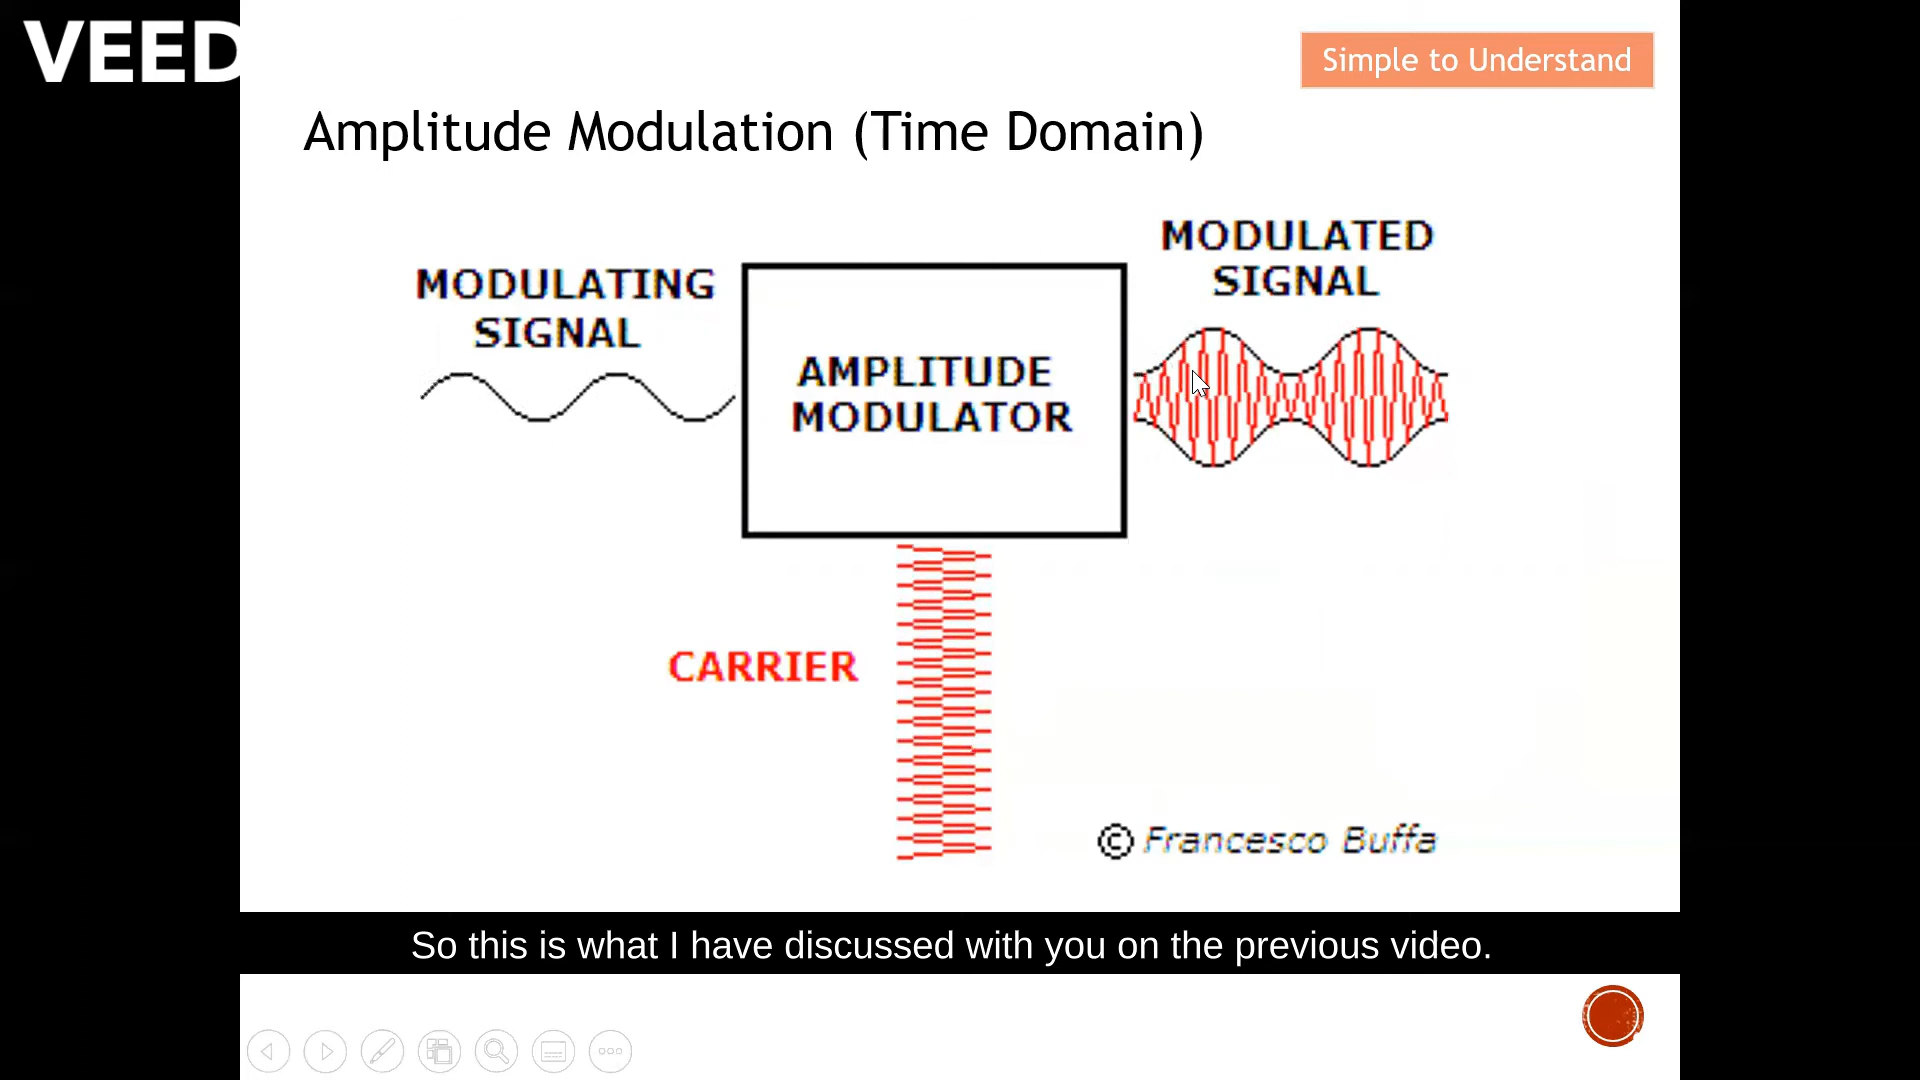 VEED
Simple to Understand
Amplitude Modulation (Time Domain)
MODULATING
SIGNAL
AMPLITUDE
MODULATOR
MODULATED
SIGNAL
CARRIER
© Francesco Buffa
So this is what I have discussed with you on the previous video.